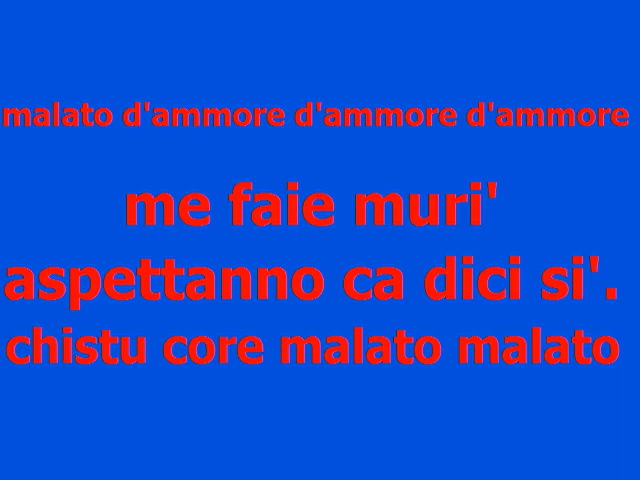 malato d'ammore d'ammore d'ammore
me faie muri'
aspettanno ca dici si'.
chistu core malato malato